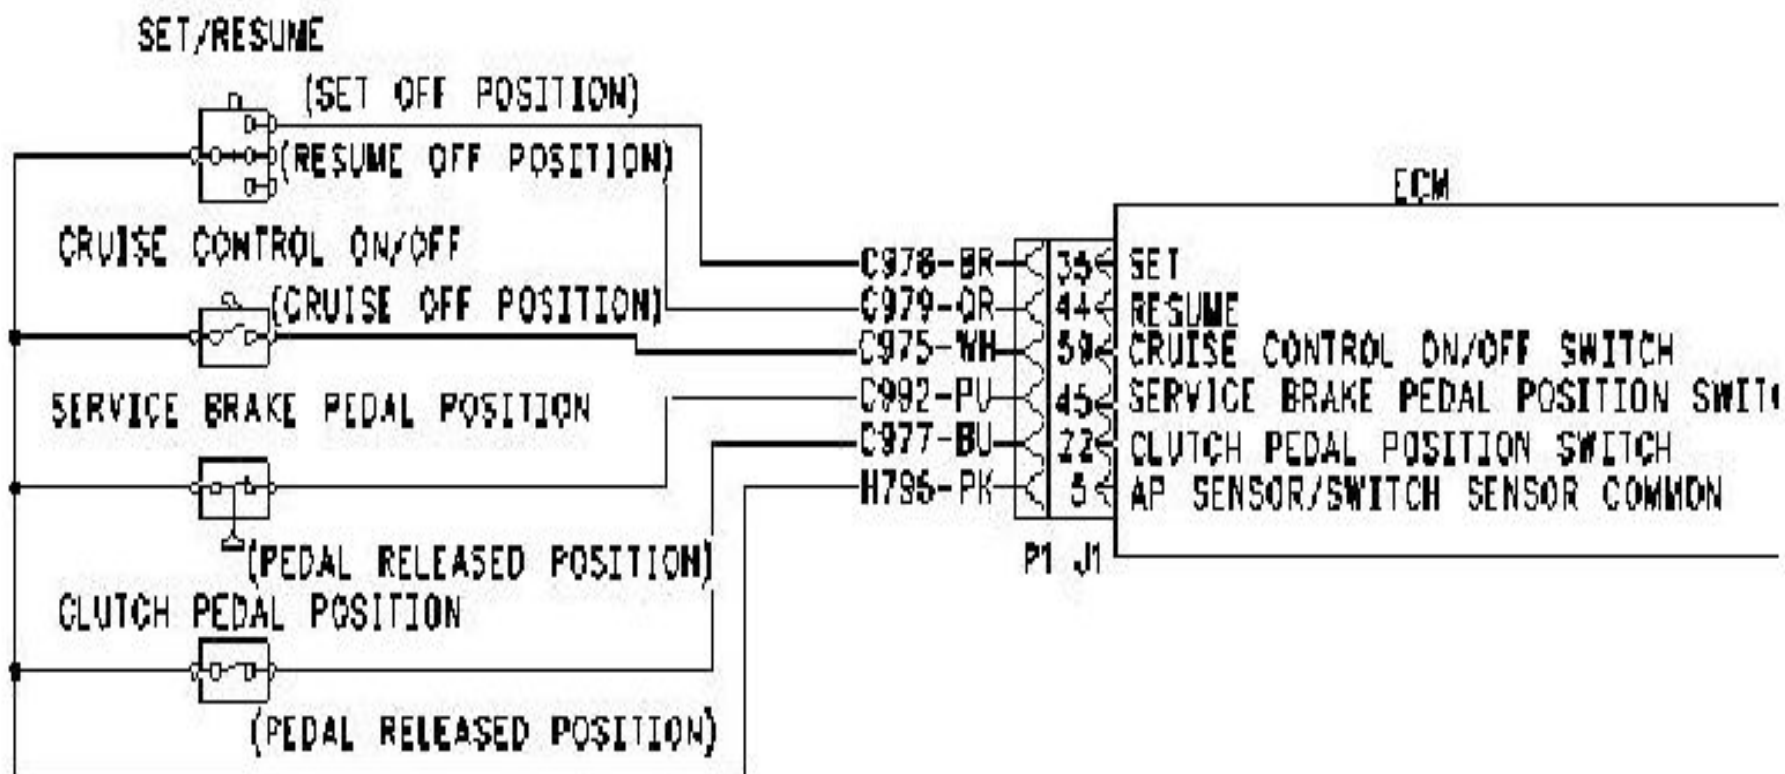 SET/RESUME
(SET OFF POSITION)
(RESUME OFF POSITION)
ECM
CRUISE CONTROL ON/OFF
C978-BR 35 SET
(CRUISE OFF POSITION)
C979-OR 44 RESUME
C975-WH 59 CRUISE CONTROL ON/OFF SWITCH
SERVICE BRAKE PEDAL POSITION
C992-PU 45 SERVICE BRAKE PEDAL POSITION SWITC
C977-BU 22 CLUTCH PEDAL POSITION SWITCH
H795-PK 5 AP SENSOR/SWITCH SENSOR COMMON
(PEDAL RELEASED POSITION)
P1 J1
CLUTCH PEDAL POSITION
(PEDAL RELEASED POSITION)